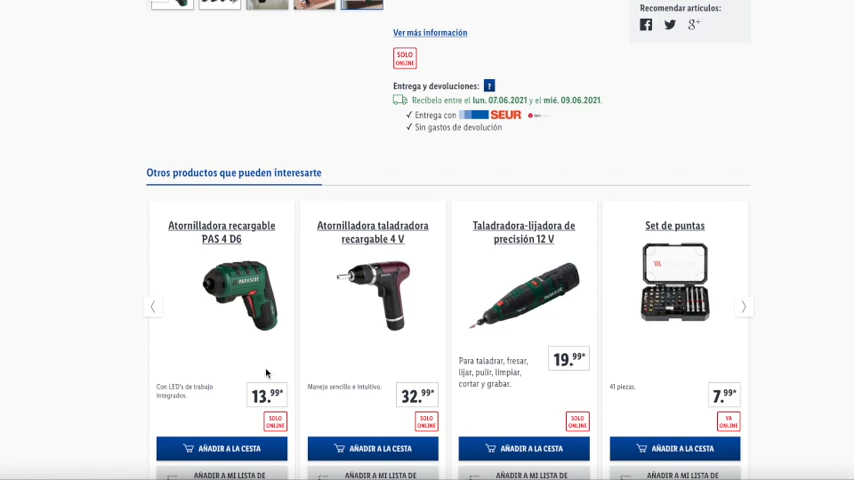 Recomendar artículos:
Ver más información
SOLO
ONLINE
Entrega y devoluciones: ?
Recíbelo entre el lun. 07.06.2021 y el mié. 09.06.2021.
✓ Entrega con SEUR
✓ Sin gastos de devolución
Otros productos que pueden interesarte
Atornilladora recargable
PAS 4 D6
PARKSIDE
Con LED's de trabajo
integrados.
13.99*
SOLO
ONLINE
AÑADIR A LA CESTA
AÑADIR A MI LISTA DE
Atornilladora taladradora
recargable 4 V
Manejo sencillo e intuitivo.
32.99*
SOLO
ONLINE
AÑADIR A LA CESTA
AÑADIR A MI LISTA DE
Taladradora-lijadora de
precisión 12 V
PARKSIDE
Para taladrar, fresar,
lijar, pulir, limpiar,
cortar y grabar.
19.99*
SOLO
ONLINE
AÑADIR A LA CESTA
AÑADIR A MI LISTA DE
Set de puntas
41 piezas.
7.99*
YA
ONLINE
AÑADIR A LA CESTA
AÑADIR A MI LISTA DE